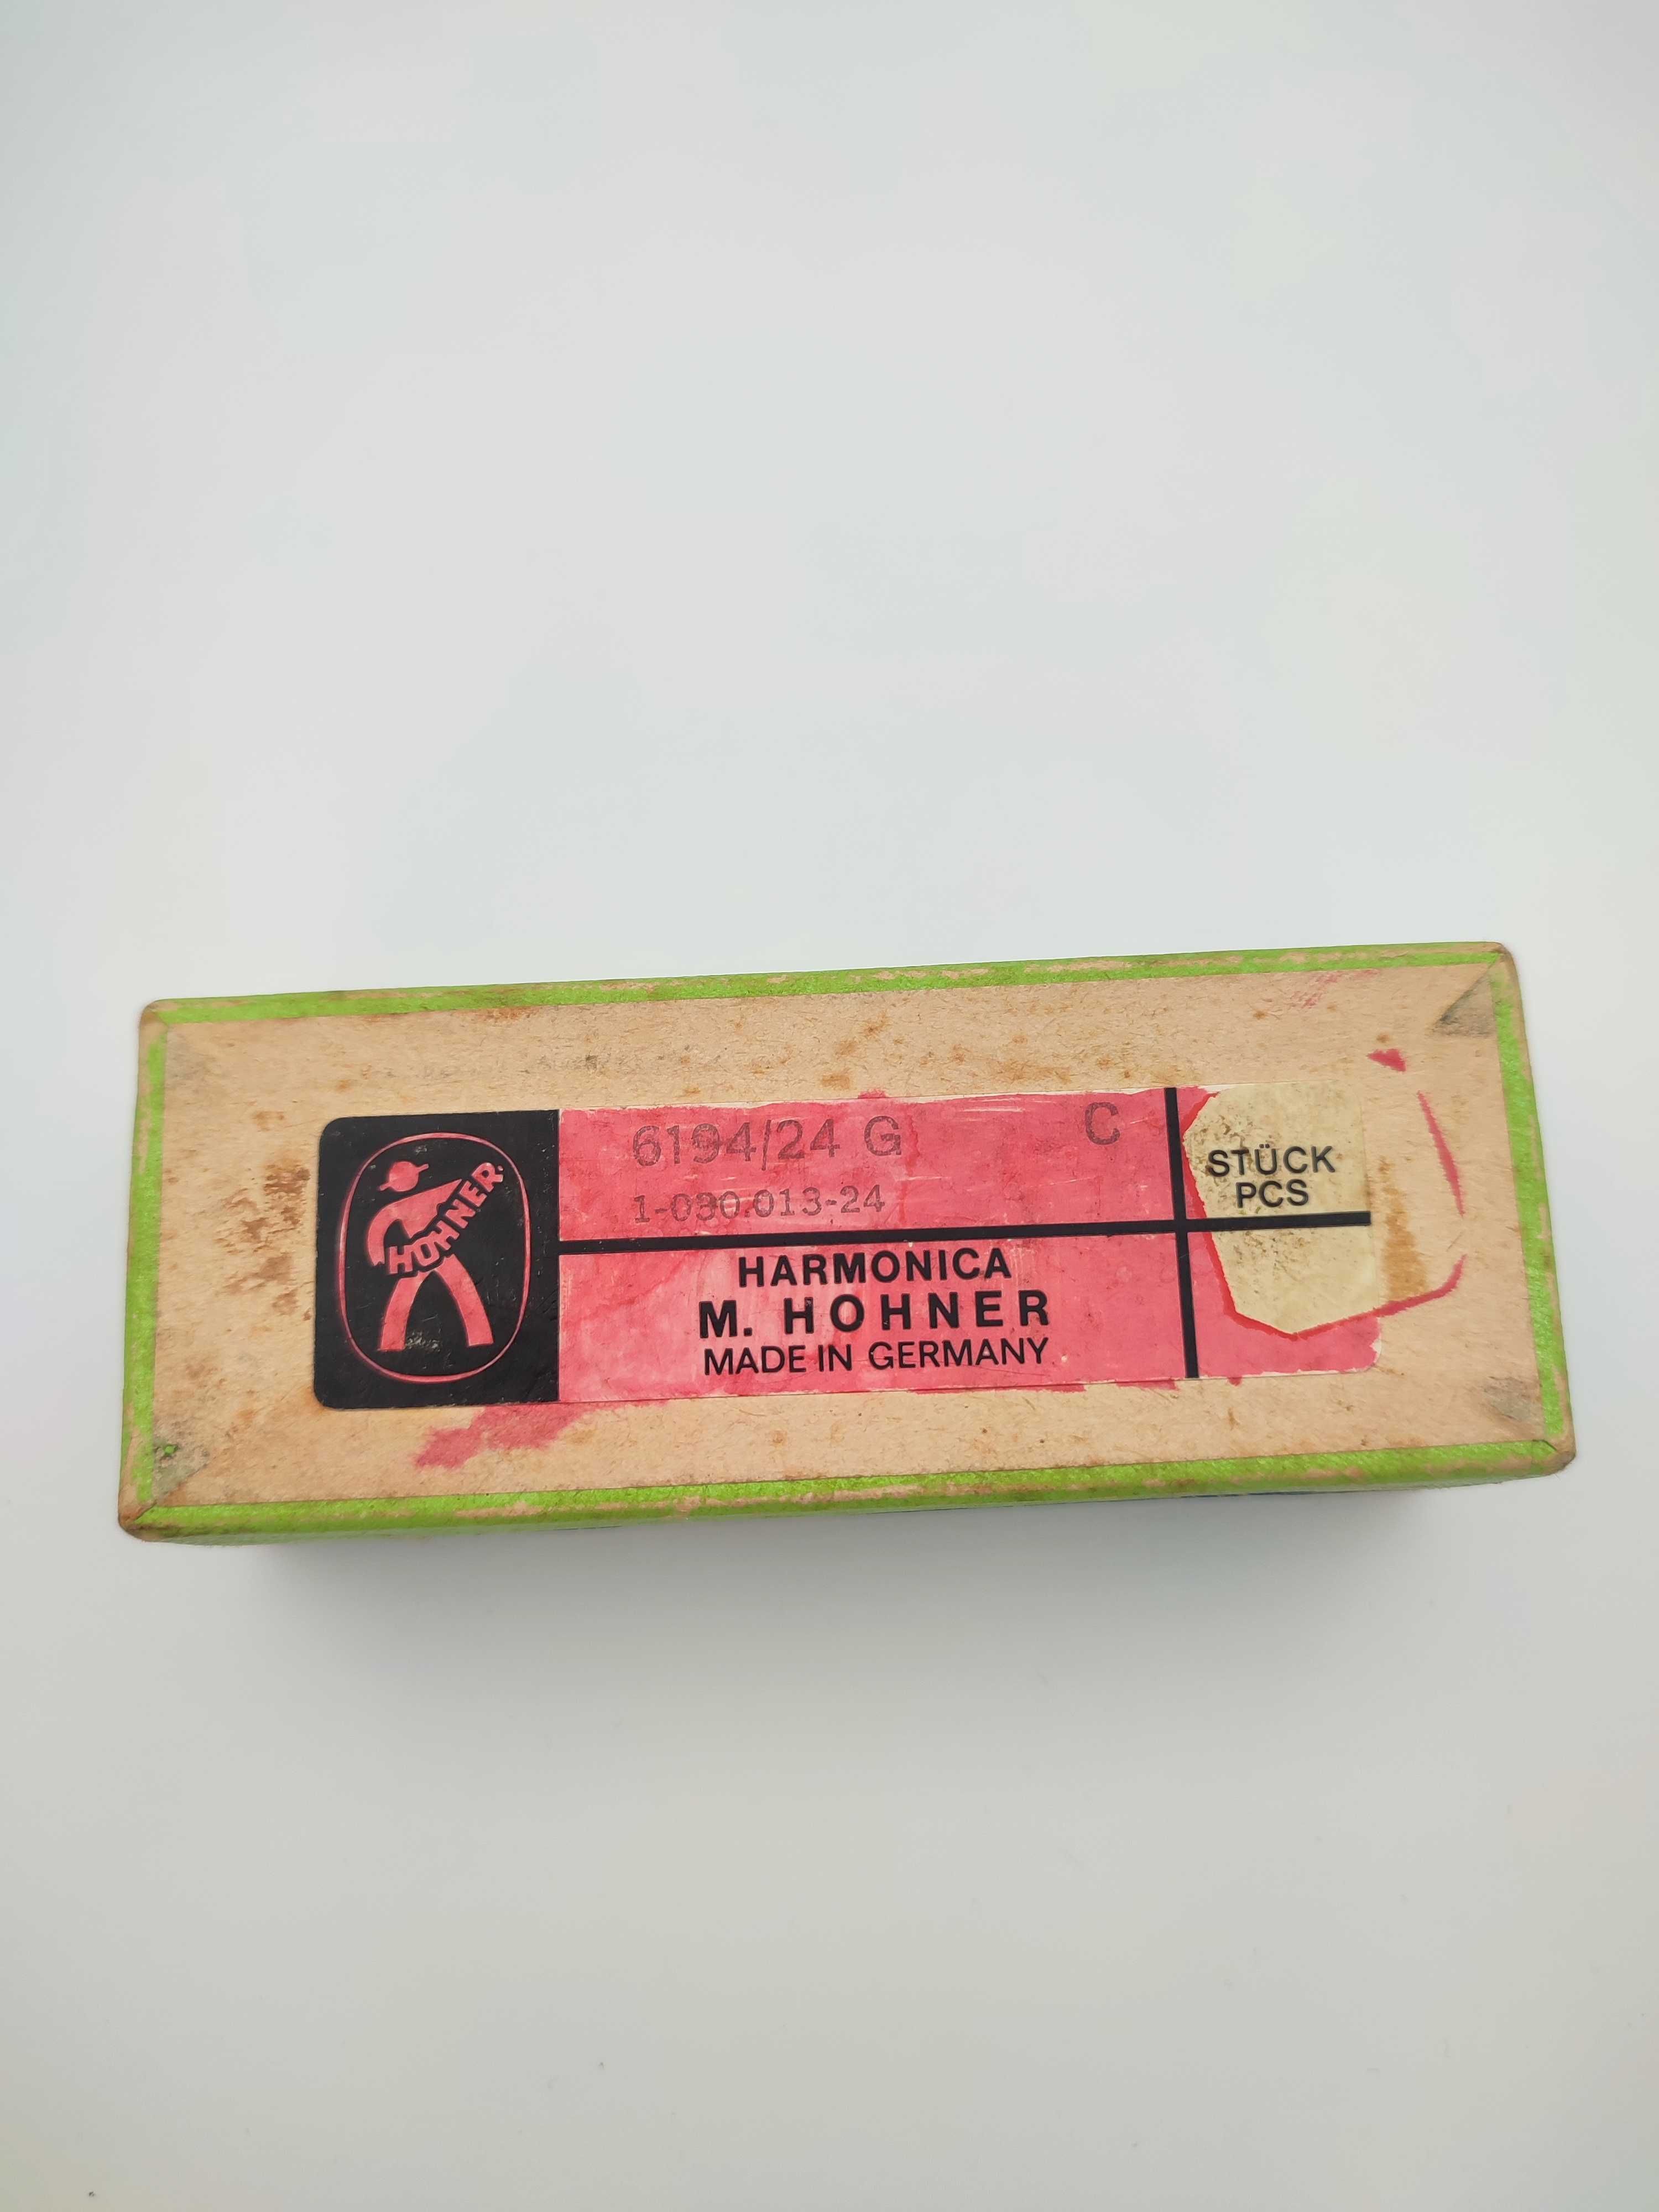 HOHNER
6194/24 G C
1-030.013-24
STÜCK
PCS
HARMONICA
M. HOHNER
MADE IN GERMANY